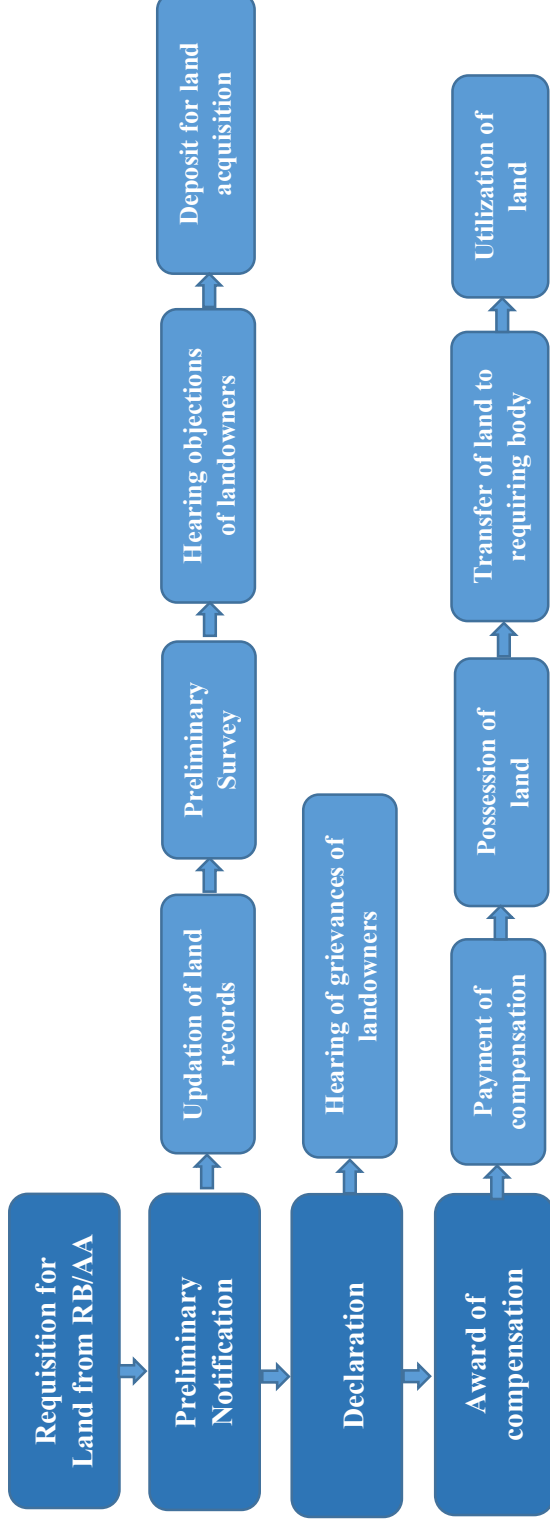 Requisition for
Land from RB/AA
Preliminary
Notification
Updation of land
records
Preliminary
Survey
Hearing objections
of landowners
Deposit for land
acquisition
Declaration
Hearing of grievances of
landowners
Award of
compensation
Payment of
compensation
Possession of
land
Transfer of land to
requiring body
Utilization of
land